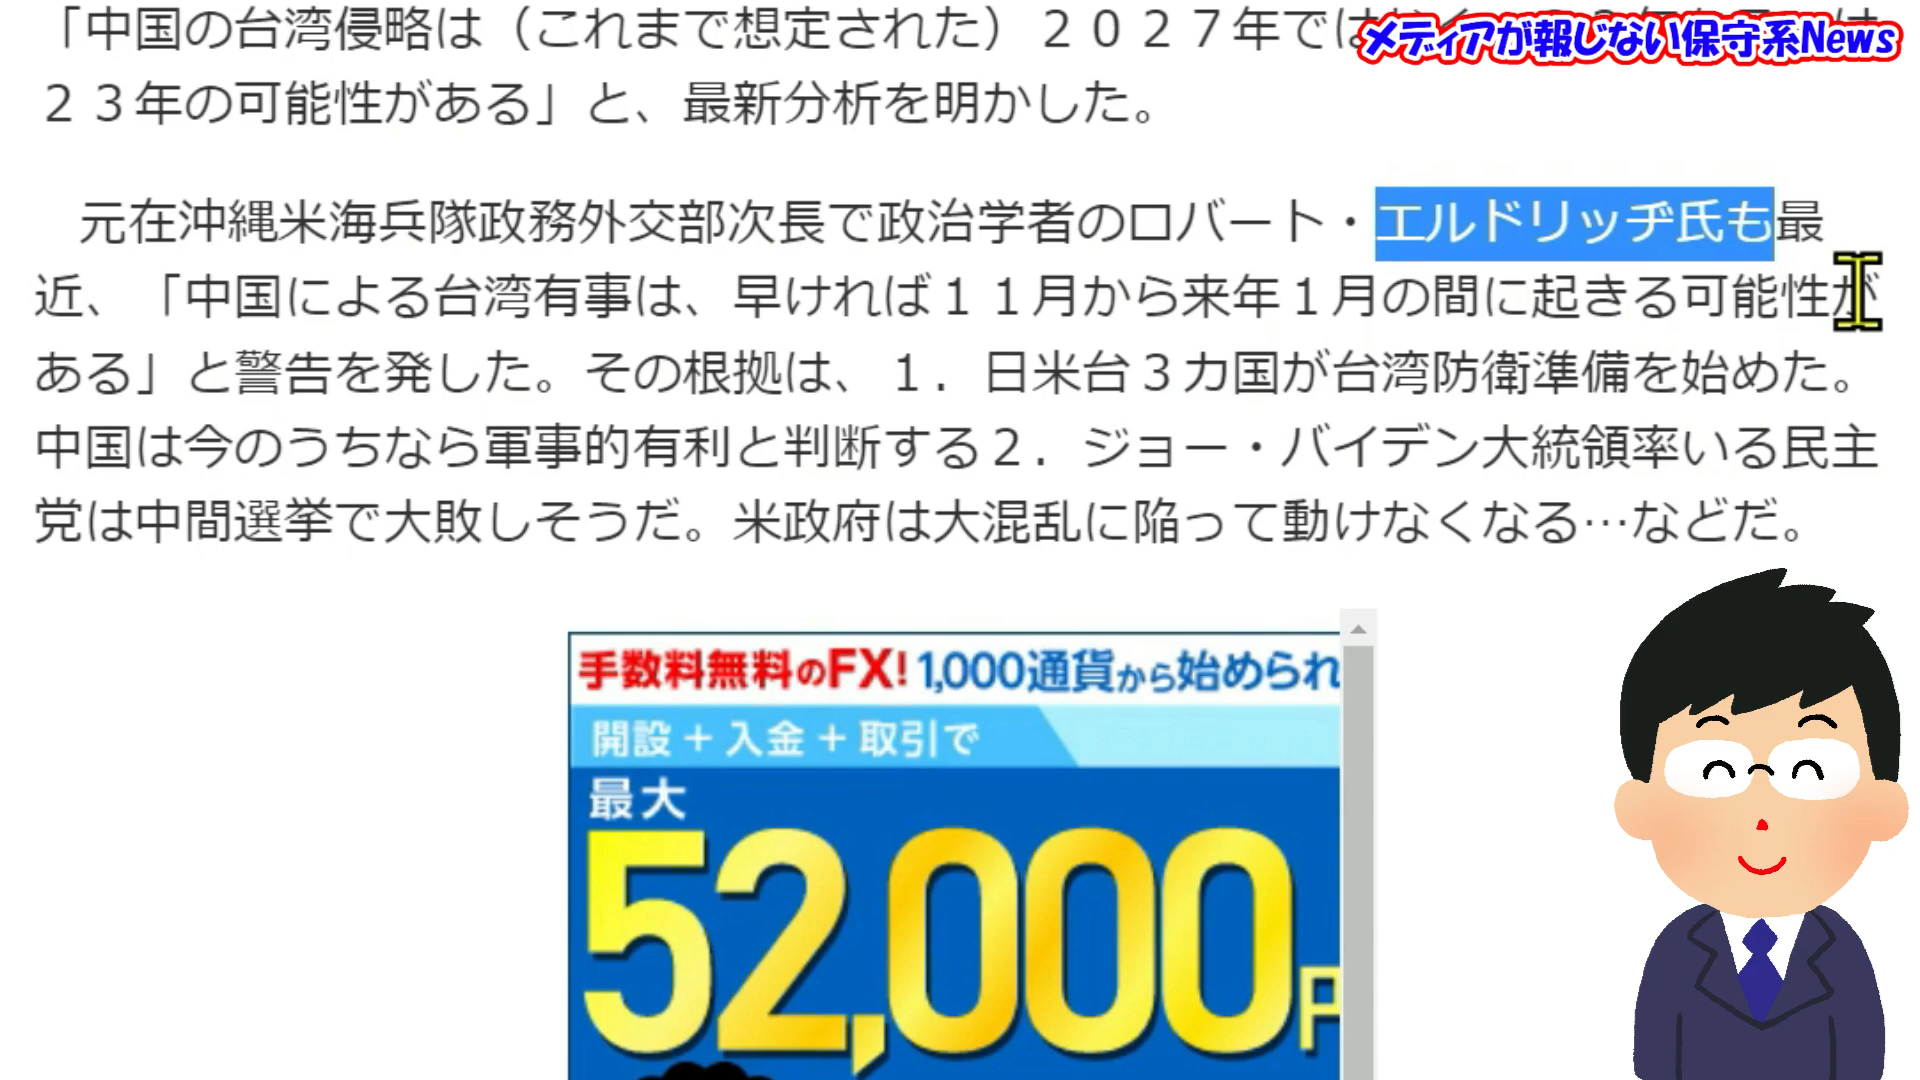 「中国の台湾侵略は（これまで想定された）２０２７年では
メディアが報じない保守系News
２３年の可能性がある」と、最新分析を明かした。
元在沖縄米海兵隊政務外交部次長で政治学者のロバート・エルドリッヂ氏も最
近、「中国による台湾有事は、早ければ１１月から来年１月の間に起きる可能性が
ある」と警告を発した。その根拠は、１．日米台３カ国が台湾防衛準備を始めた。
中国は今のうちなら軍事的有利と判断する２．ジョー・バイデン大統領率いる民主
党は中間選挙で大敗しそうだ。米政府は大混乱に陥って動けなくなる…などだ。
手数料無料のFX！1,000通貨から始められ
開設＋入金＋取引で
最大
52,000円